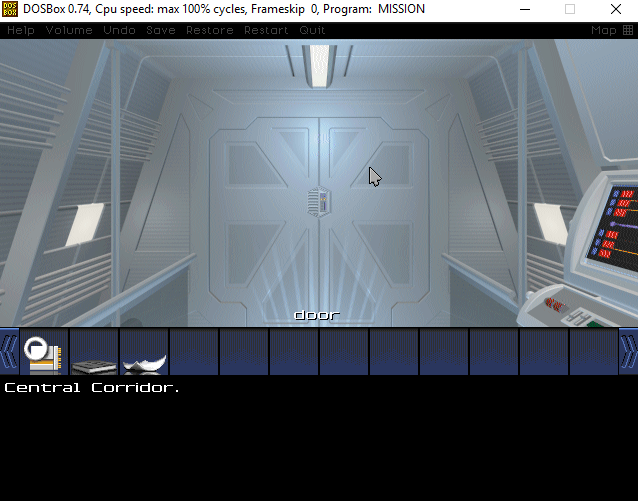 DOSBox 0.74, Cpu speed: max 100% cycles, Frameskip 0, Program: MISSION
Help Volume Undo Save Restore Restart Quit Map
door
Central Corridor.